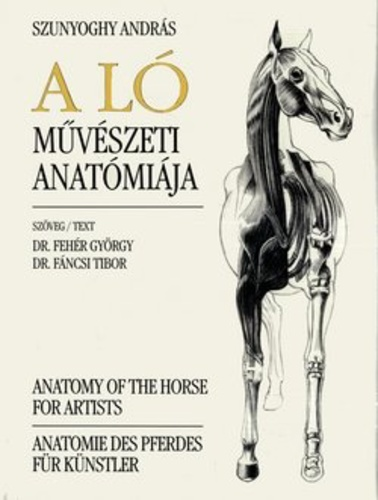 SZUNYOGHY ANDRÁS
A LÓ
MŰVÉSZETI
ANATÓMIÁJA
SZÖVEG / TEXT
DR. FEHÉR GYÖRGY
DR. FÁNCSI TIBOR
ANATOMY OF THE HORSE
FOR ARTISTS
ANATOMIE DES PFERDES
FÜR KÜNSTLER